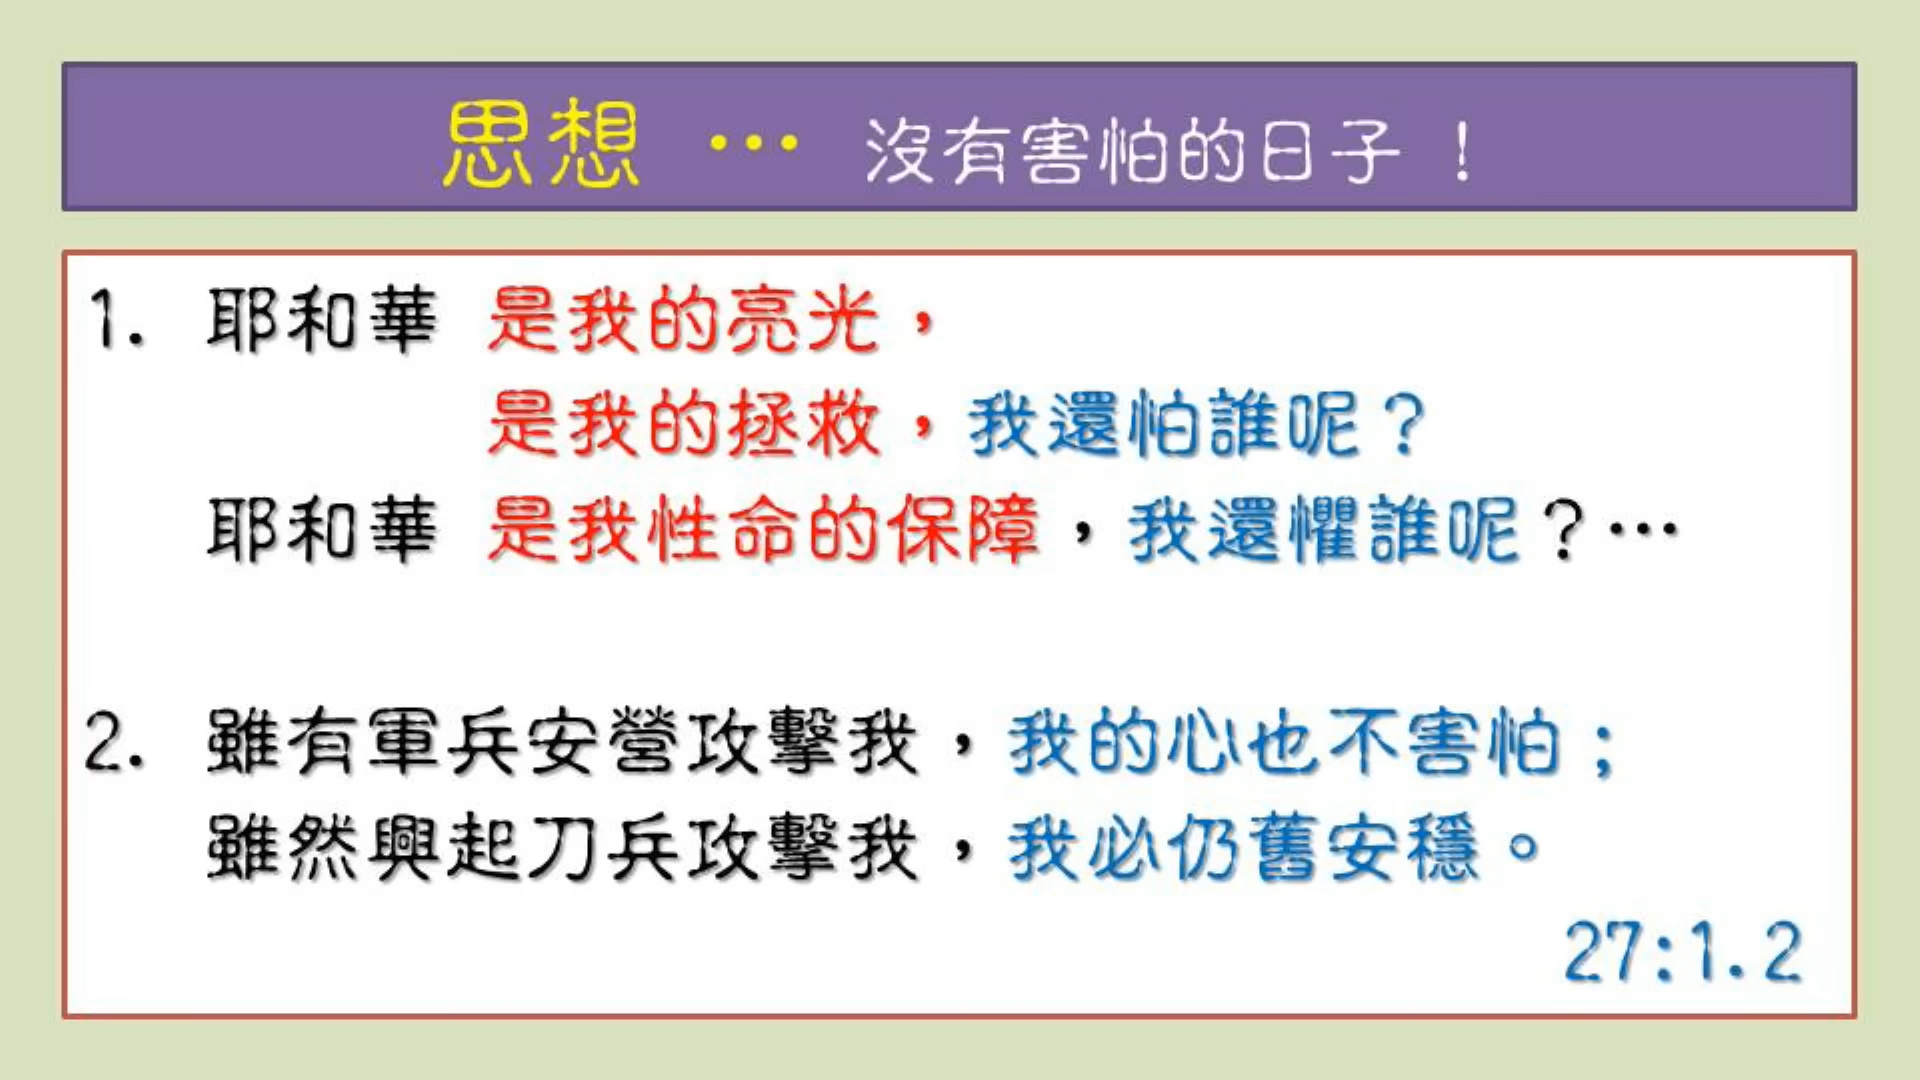 思想 … 沒有害怕的日子 !
1. 耶和華 是我的亮光，
是我的拯救，我還怕誰呢？
耶和華 是我性命的保障，我還懼誰呢？…
2. 雖有軍兵安營攻擊我，我的心也不害怕；
雖然興起刀兵攻擊我，我必仍舊安穩。
27:1.2